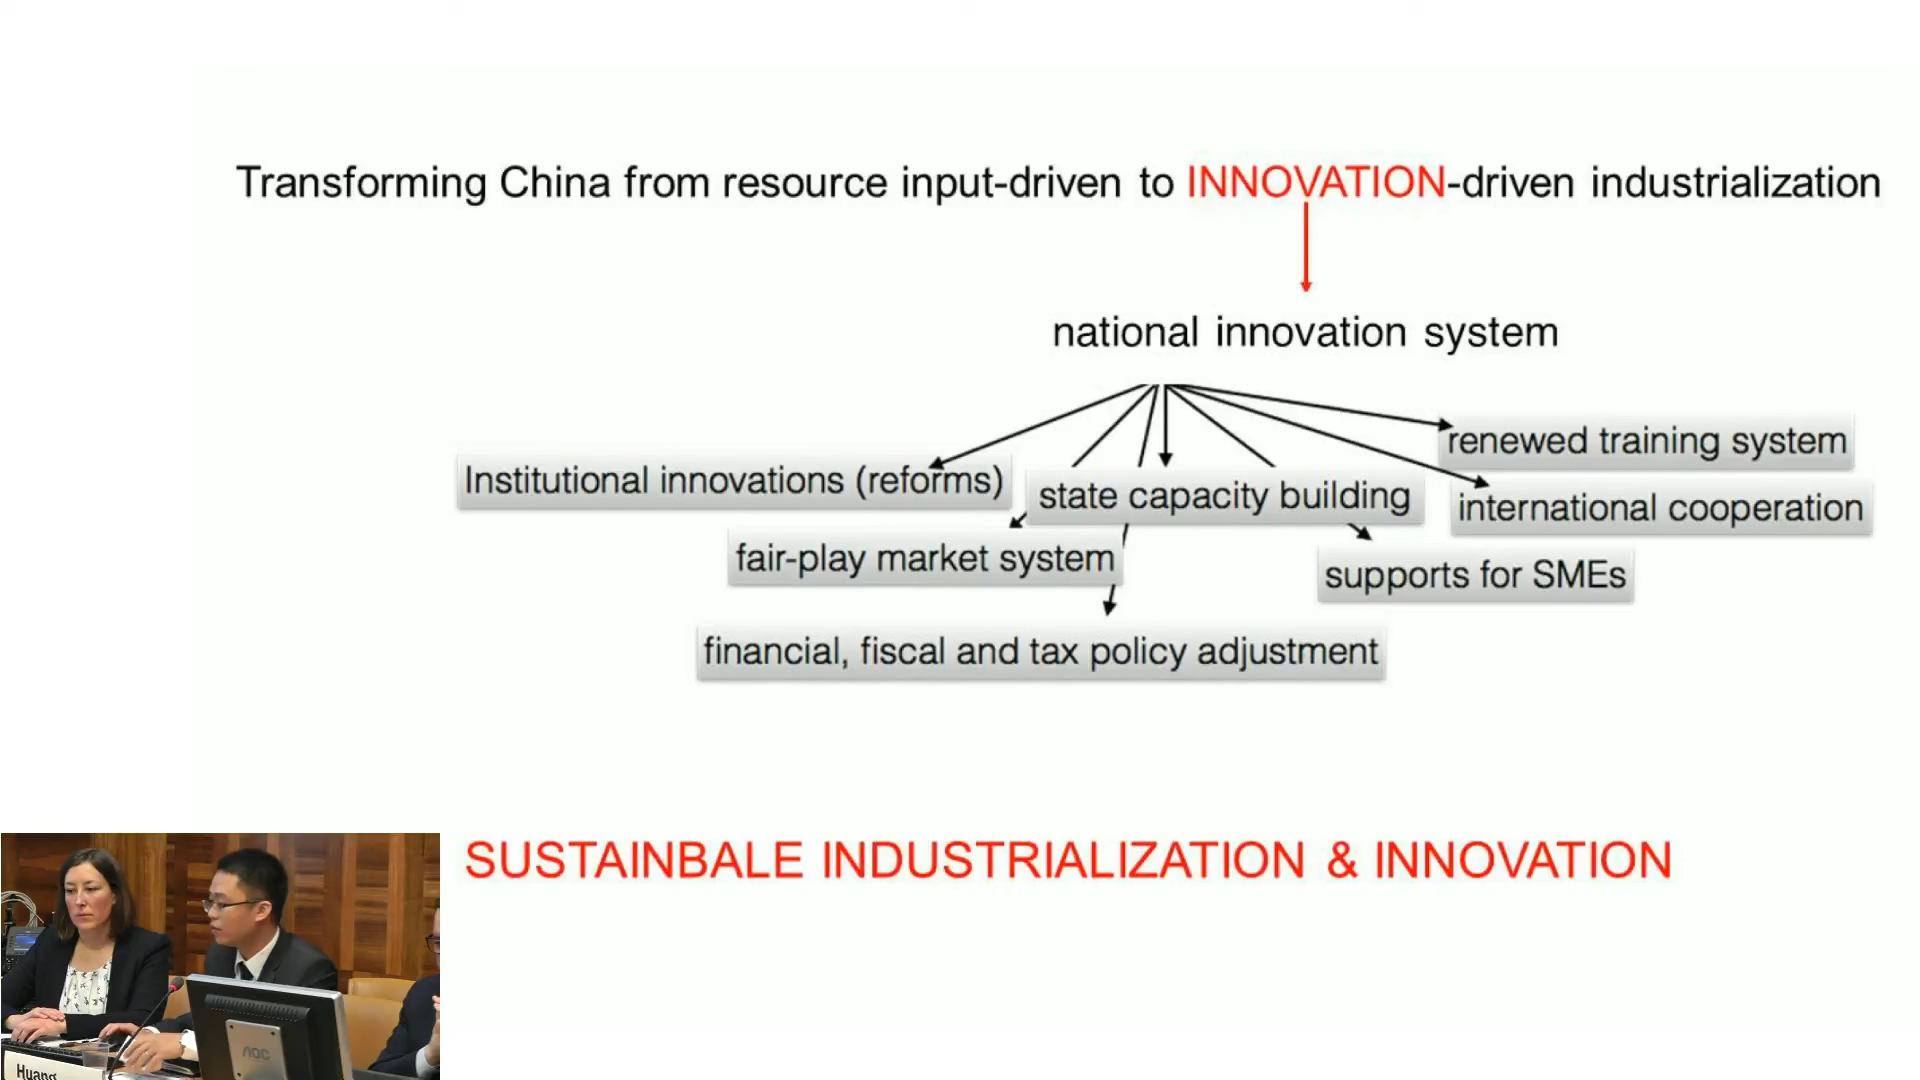 Transforming China from resource input-driven to INNOVATION-driven industrialization
national innovation system
renewed training system
Institutional innovations (reforms)
state capacity building
international cooperation
fair-play market system
supports for SMEs
financial, fiscal and tax policy adjustment
SUSTAINBALE INDUSTRIALIZATION & INNOVATION
AOC
Huang